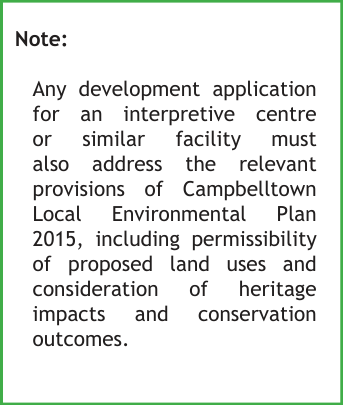 Note:
Any development application
for an interpretive centre
or similar facility must
also address the relevant
provisions of Campbelltown
Local Environmental Plan
2015, including permissibility
of proposed land uses and
consideration of heritage
impacts and conservation
outcomes.